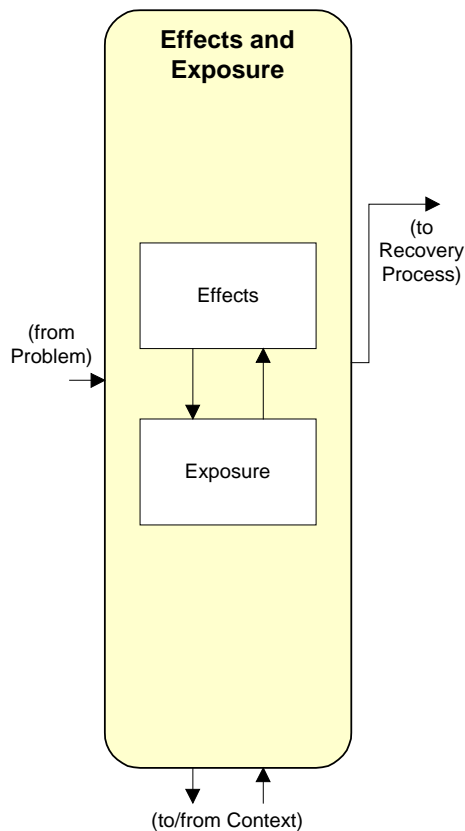 Effects and
Exposure
(to
Recovery
Process)
Effects
(from
Problem)
Exposure
(to/from Context)